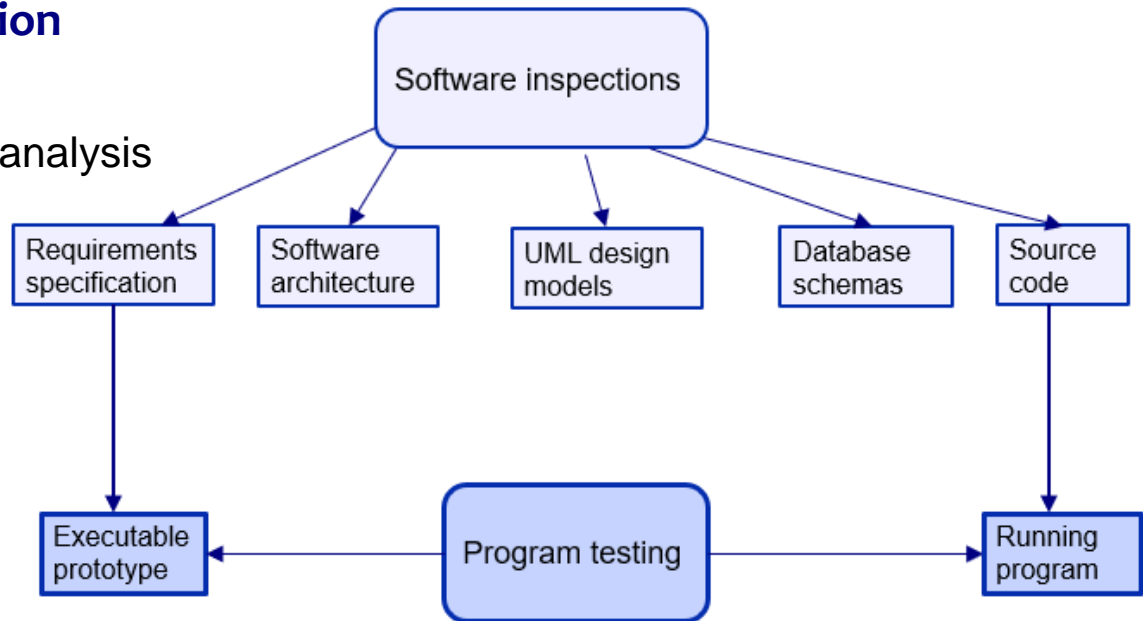 ion
Software inspections
analysis
Requirements
specification
Software
architecture
UML design
models
Database
schemas
Source
code
Executable
prototype
Program testing
Running
program